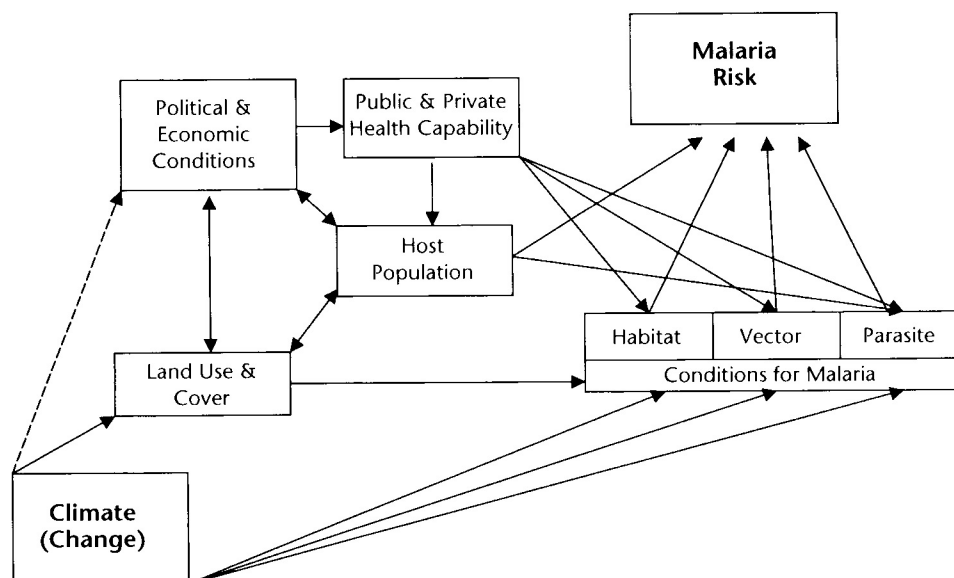 Malaria
Risk
Political &
Economic
Conditions
Public & Private
Health Capability
Host
Population
Habitat
Vector
Parasite
Conditions for Malaria
Land Use &
Cover
Climate
(Change)